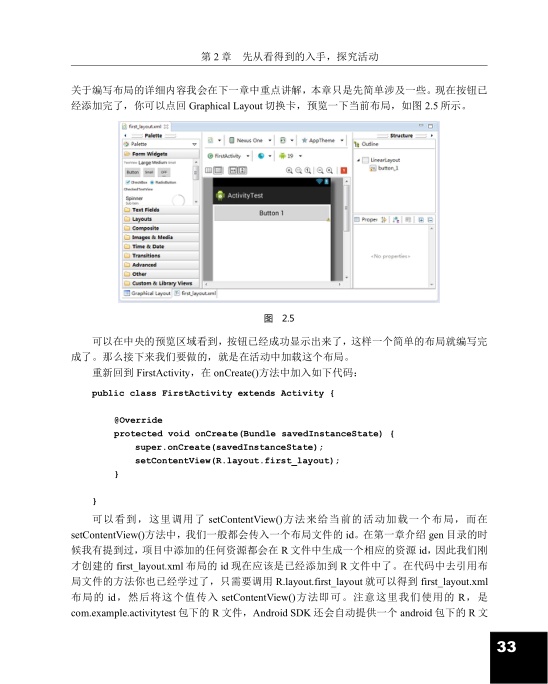 第 2 章 先从看得到的入手，探究活动
关于编写布局的详细内容我会在下一章中重点讲解，本章只是先简单涉及一些。现在按钮已
经添加完了，你可以点回 Graphical Layout 切换卡，预览一下当前布局，如图 2.5 所示。
first_layout.xml
Palette
Structure
Palette
Nexus One
AppTheme
Outline
Form Widgets
FirstActivity
19
LinearLayout
button_1
Large Medium
Button
OFF
CheckBox
RadioButton
Spinner
ActivityTest
Button 1
Text Fields
Layouts
Composite
Images & Media
Time & Date
Transitions
Advanced
Other
Custom & Library Views
Proper
<No properties>
Graphical Layout
first_layout.xml
图 2.5
可以在中央的预览区域看到，按钮已经成功显示出来了，这样一个简单的布局就编写完
成了。那么接下来我们要做的，就是在活动中加载这个布局。
重新回到 FirstActivity，在 onCreate()方法中加入如下代码：
public class FirstActivity extends Activity {
@Override
protected void onCreate(Bundle savedInstanceState) {
super.onCreate(savedInstanceState);
setContentView(R.layout.first_layout);
}
}
可以看到，这里调用了 setContentView()方法来给当前的活动加载一个布局，而在
setContentView()方法中，我们一般都会传入一个布局文件的 id。在第一章介绍 gen 目录的时
候我有提到过，项目中添加的任何资源都会在 R 文件中生成一个相应的资源 id，因此我们刚
才创建的 first_layout.xml 布局的 id 现在应该是已经添加到 R 文件中了。在代码中去引用布
局文件的方法你也已经学过了，只需要调用 R.layout.first_layout 就可以得到 first_layout.xml
布局的 id，然后将这个值传入 setContentView()方法即可。注意这里我们使用的 R，是
com.example.activitytest 包下的 R 文件，Android SDK 还会自动提供一个 android 包下的 R 文
33